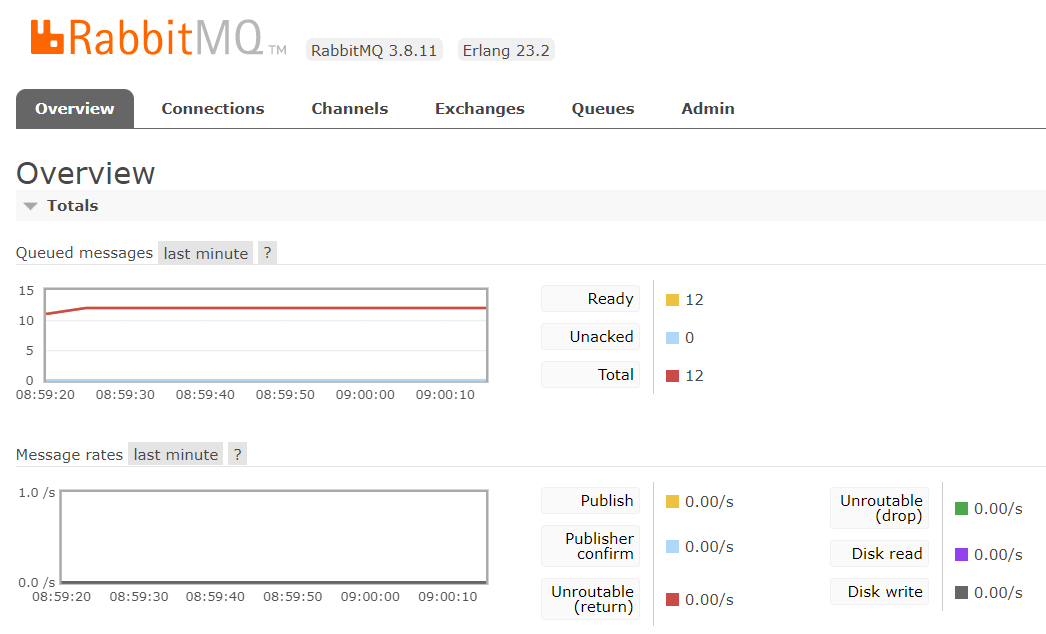 RabbitMQ TM RabbitMQ 3.8.11 Erlang 23.2
Overview Connections Channels Exchanges Queues Admin
Overview
Totals
Queued messages last minute ?
15
10
5
0
08:59:20 08:59:30 08:59:40 08:59:50 09:00:00 09:00:10
Ready 12
Unacked 0
Total 12
Message rates last minute ?
1.0 /s
0.0 /s
08:59:20 08:59:30 08:59:40 08:59:50 09:00:00 09:00:10
Publish 0.00/s
Publisher
confirm 0.00/s
Unroutable
(return) 0.00/s
Unroutable
(drop) 0.00/s
Disk read 0.00/s
Disk write 0.00/s